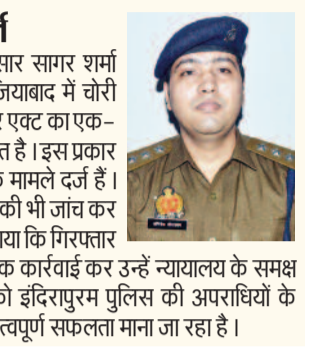 सार सागर शर्मा
जियाबाद में चोरी
एक्ट का एक-
त है। इस प्रकार
मामले दर्ज हैं।
की भी जांच कर
या कि गिरफ्तार
क कार्रवाई कर उन्हें न्यायालय के समक्ष
को इंदिरापुरम पुलिस की अपराधियों के
त्वपूर्ण सफलता माना जा रहा है।